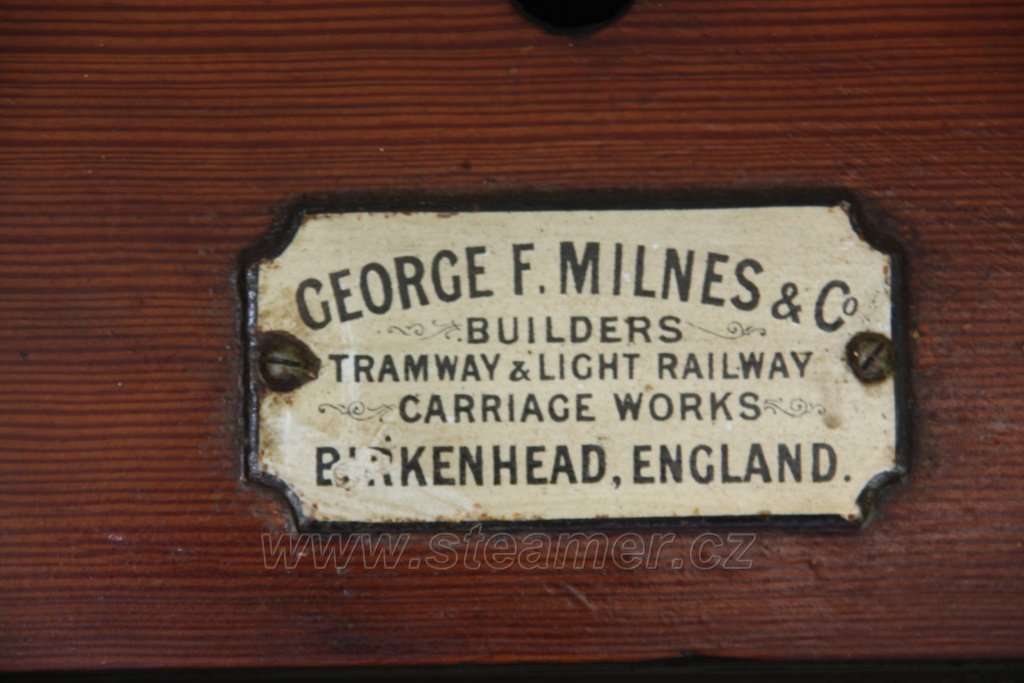 GEORGE F. MILNES & Co
BUILDERS
TRAMWAY & LIGHT RAILWAY
CARRIAGE WORKS
BIRKENHEAD, ENGLAND.
www.steamer.cz